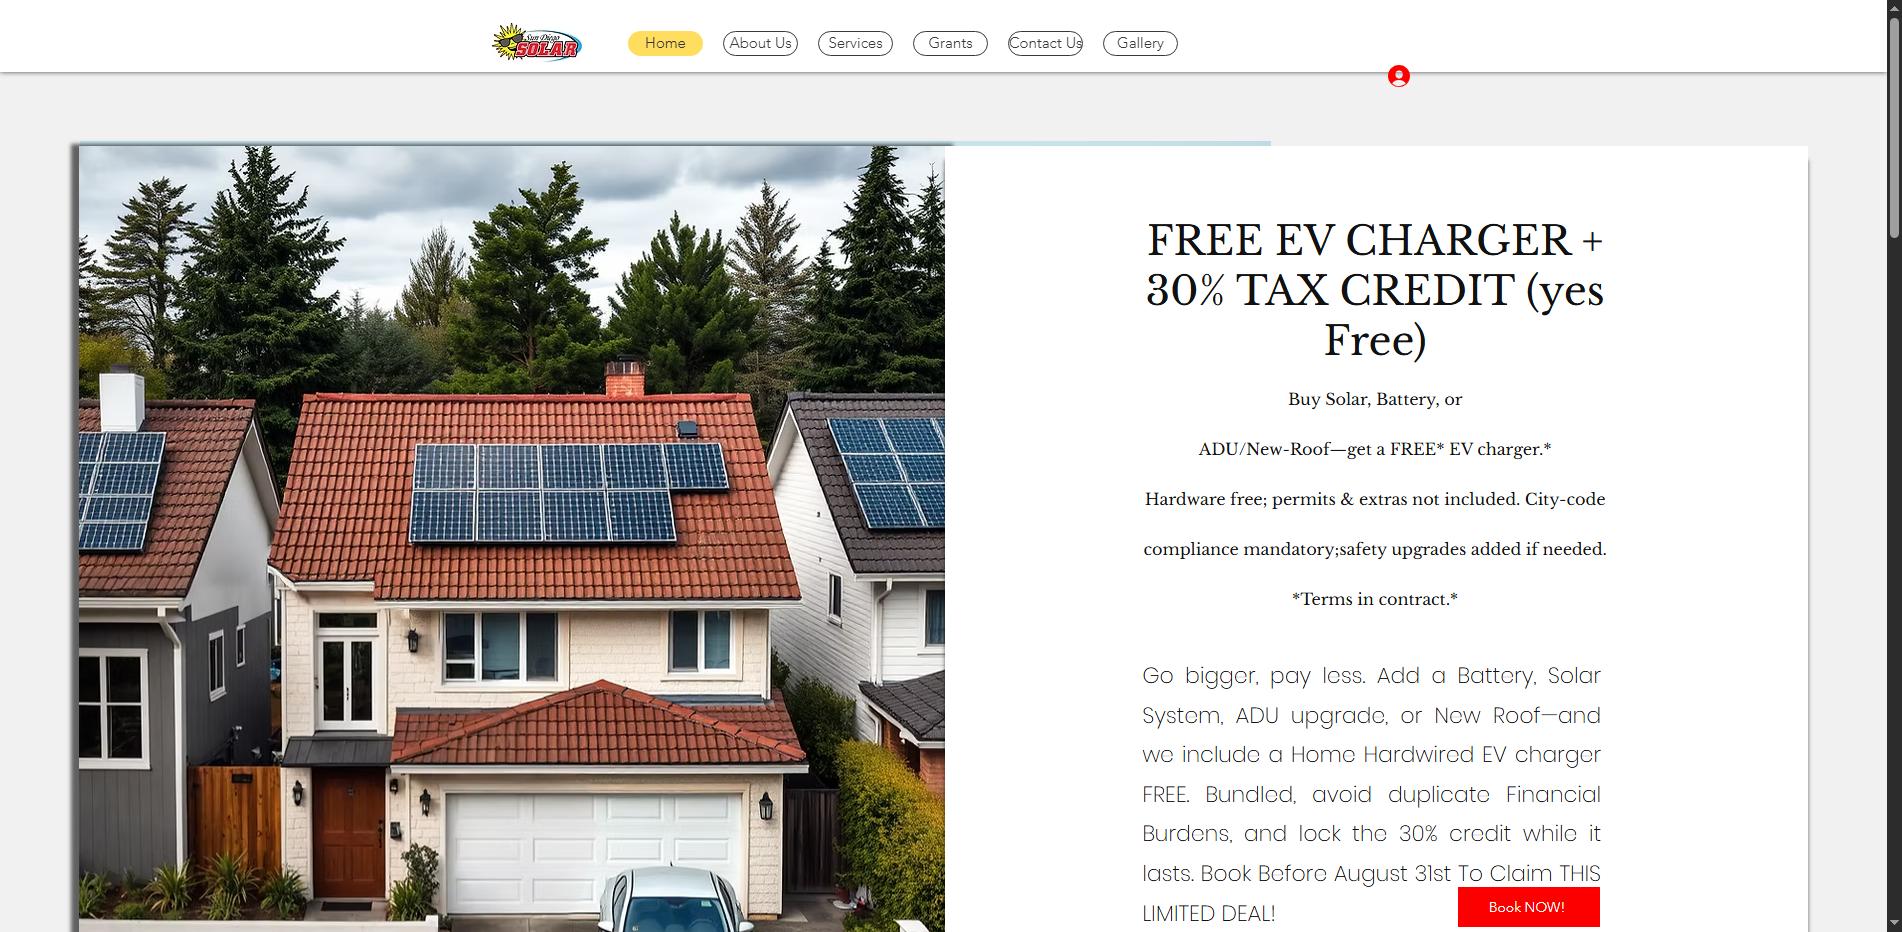 San Diego
SOLAR
Home
About Us
Services
Grants
Contact Us
Gallery
FREE EV CHARGER +
30% TAX CREDIT (yes
Free)
Buy Solar, Battery, or
ADU/New-Roof—get a FREE* EV charger.*
Hardware free; permits & extras not included. City-code
compliance mandatory;safety upgrades added if needed.
*Terms in contract.*
Go bigger, pay less. Add a Battery, Solar
System, ADU upgrade, or New Roof—and
we include a Home Hardwired EV charger
FREE. Bundled, avoid duplicate Financial
Burdens, and lock the 30% credit while it
lasts. Book Before August 31st To Claim THIS
LIMITED DEAL!
Book NOW!